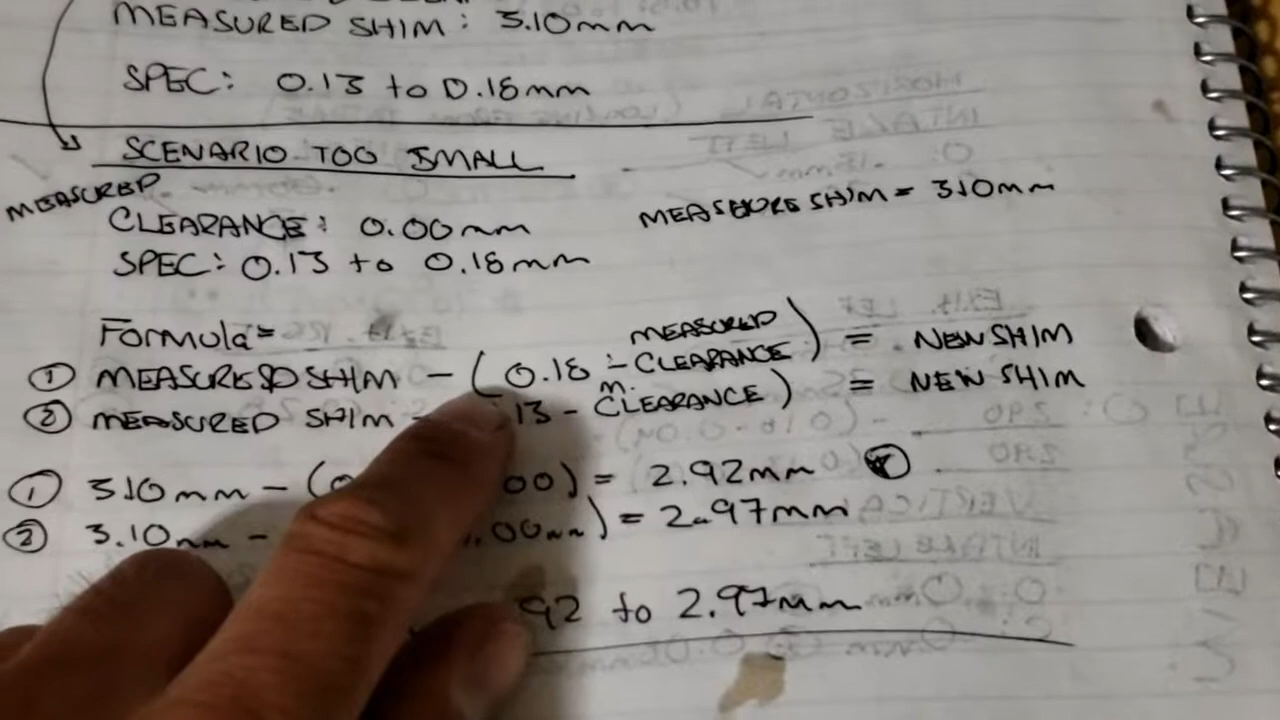 MEASURED SHIM: 3.10mm
SPEC: 0.13 to 0.18mm
SCENARIO TOO SMALL
MEASURED
CLEARANCE: 0.00mm
MEASURE SHIM = 3.10mm
SPEC: 0.13 to 0.18mm
Formula =
① MEASURED SHIM - (0.18 - MEASURED CLEARANCE) = NEW SHIM
② MEASURED SHIM - 13 - M. CLEARANCE) = NEW SHIM
① 3.10mm - (0 00) = 2.92mm
② 3.10mm - .00mm) = 2.97mm
92 to 2.97mm